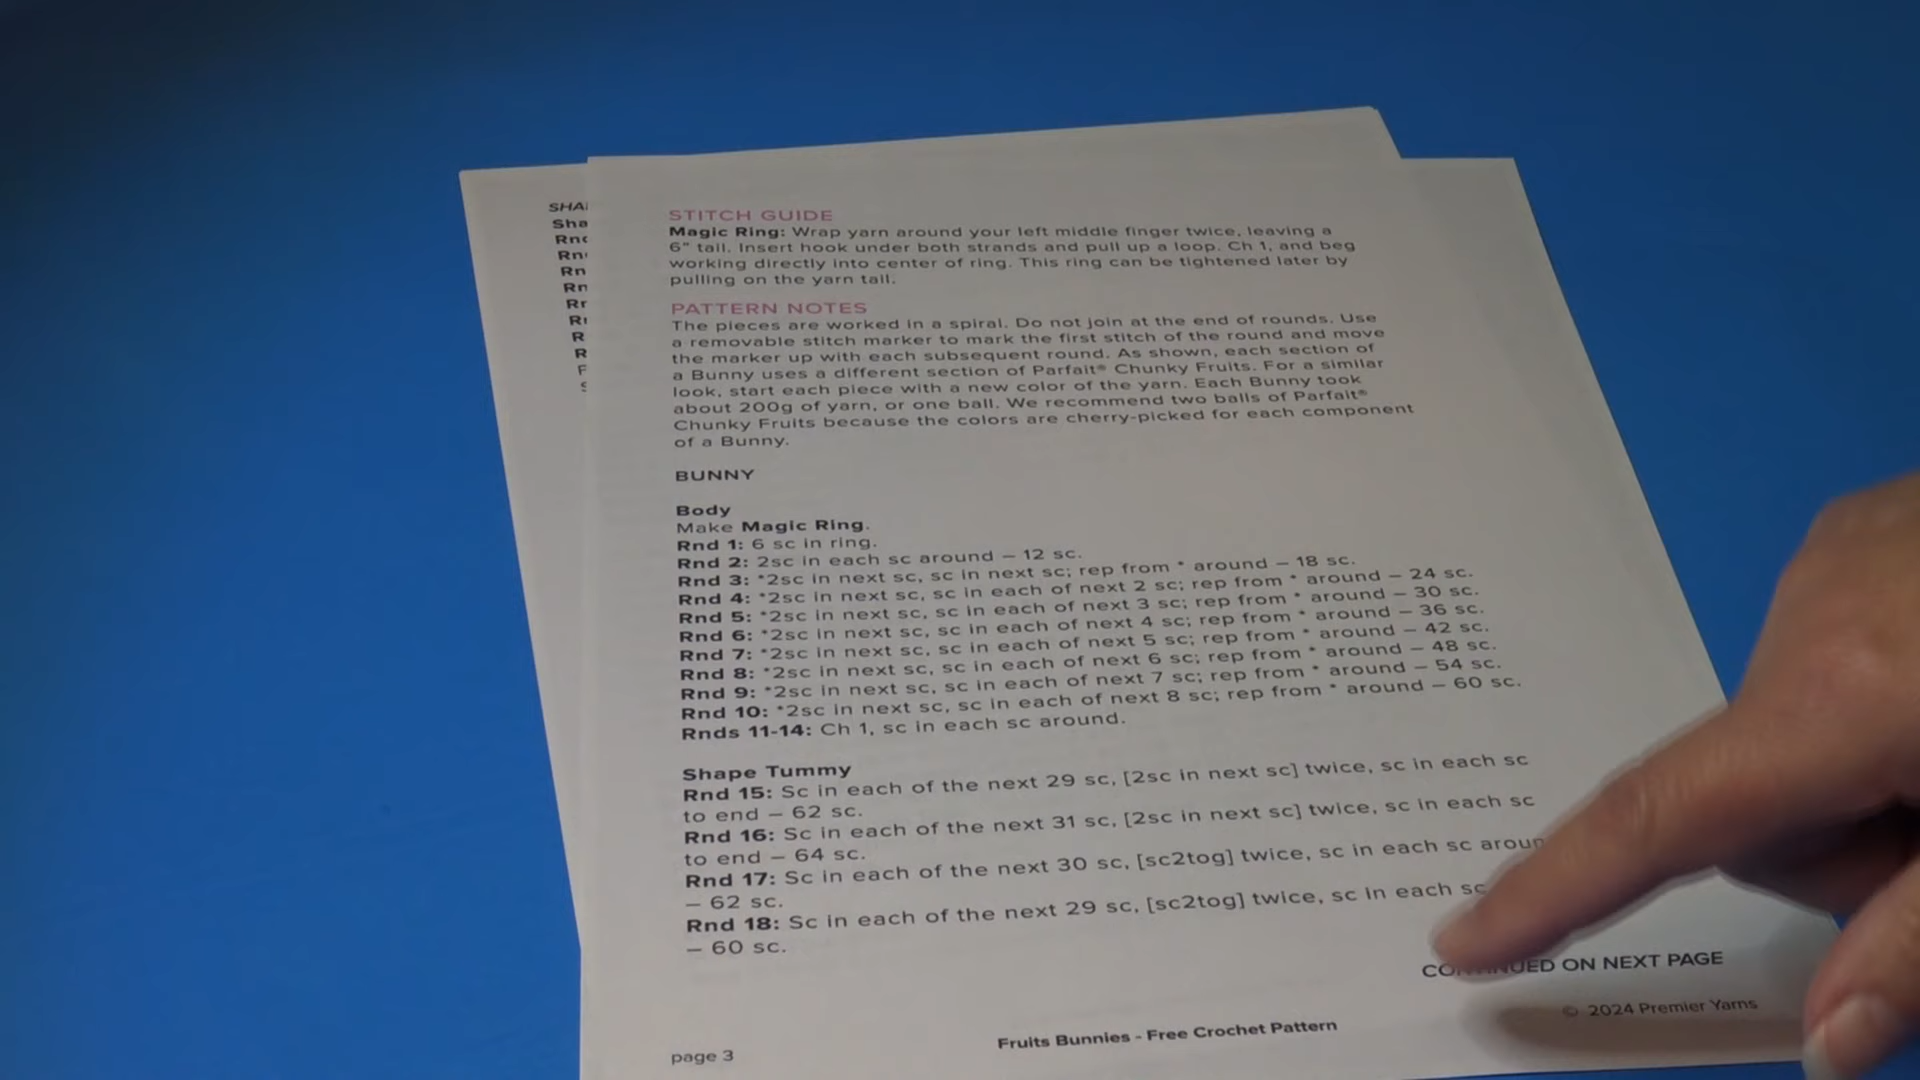 SHA
Sha
Rnd
Rn
Rn
Rn
Rr
R
R
R
F
STITCH GUIDE
Magic Ring: Wrap yarn around your left middle finger twice, leaving a
6" tail. Insert hook under both strands and pull up a loop. Ch 1, and beg
working directly into center of ring. This ring can be tightened later by
pulling on the yarn tail.
PATTERN NOTES
The pieces are worked in a spiral. Do not join at the end of rounds. Use
a removable stitch marker to mark the first stitch of the round and move
the marker up with each subsequent round. As shown, each section of
a Bunny uses a different section of Parfait® Chunky Fruits. For a similar
look, start each piece with a new color of the yarn. Each Bunny took
about 200g of yarn, or one ball. We recommend two balls of Parfait®
Chunky Fruits because the colors are cherry-picked for each component
of a Bunny.
BUNNY
Body
Make Magic Ring.
Rnd 1: 6 sc in ring.
Rnd 2: 2sc in each sc around – 12 sc.
Rnd 3: *2sc in next sc, sc in next sc; rep from * around – 18 sc.
Rnd 4: *2sc in next sc, sc in each of next 2 sc; rep from * around – 24 sc.
Rnd 5: *2sc in next sc, sc in each of next 3 sc; rep from * around – 30 sc.
Rnd 6: *2sc in next sc, sc in each of next 4 sc; rep from * around – 36 sc.
Rnd 7: *2sc in next sc, sc in each of next 5 sc; rep from * around – 42 sc.
Rnd 8: *2sc in next sc, sc in each of next 6 sc; rep from * around – 48 sc.
Rnd 9: *2sc in next sc, sc in each of next 7 sc; rep from * around – 54 sc.
Rnd 10: *2sc in next sc, sc in each of next 8 sc; rep from * around – 60 sc.
Rnds 11-14: Ch 1, sc in each sc around.
Shape Tummy
Rnd 15: Sc in each of the next 29 sc, [2sc in next sc] twice, sc in each sc
to end – 62 sc.
Rnd 16: Sc in each of the next 31 sc, [2sc in next sc] twice, sc in each sc
to end – 64 sc.
Rnd 17: Sc in each of the next 30 sc, [sc2tog] twice, sc in each sc aroun
– 62 sc.
Rnd 18: Sc in each of the next 29 sc, [sc2tog] twice, sc in each sc
– 60 sc.
CONTINUED ON NEXT PAGE
© 2024 Premier Yarns
Fruits Bunnies - Free Crochet Pattern
page 3